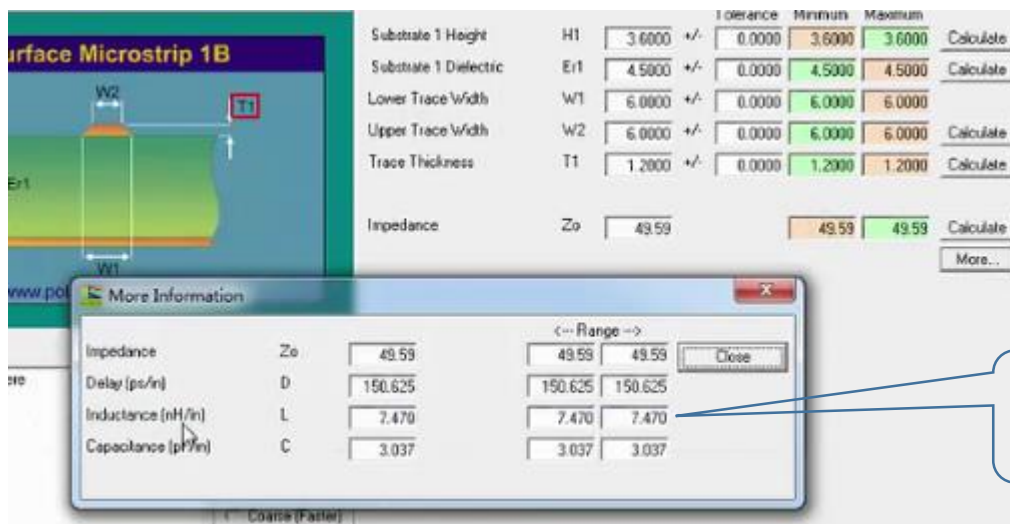 Tolerance Minimum Maximum
Substrate 1 Height H1 3.6000 +/- 0.0000 3.6000 3.6000 Calculate
urface Microstrip 1B
Substrate 1 Dielectric Er1 4.5000 +/- 0.0000 4.5000 4.5000 Calculate
W2
T1
Lower Trace Width W1 6.0000 +/- 0.0000 6.0000 6.0000
Upper Trace Width W2 6.0000 +/- 0.0000 6.0000 6.0000 Calculate
Trace Thickness T1 1.2000 +/- 0.0000 1.2000 1.2000 Calculate
Er1
Impedance Zo 49.59 49.59 49.59 Calculate
More...
W1
www.pol
More Information
<-- Range -->
Impedance Zo 49.59 49.59 49.59 Close
Delay (ps/in) D 150.625 150.625 150.625
ere
Inductance (nH/in) L 7.470 7.470 7.470
Capacitance (pF/in) C 3.037 3.037 3.037
Coarse (Faster)